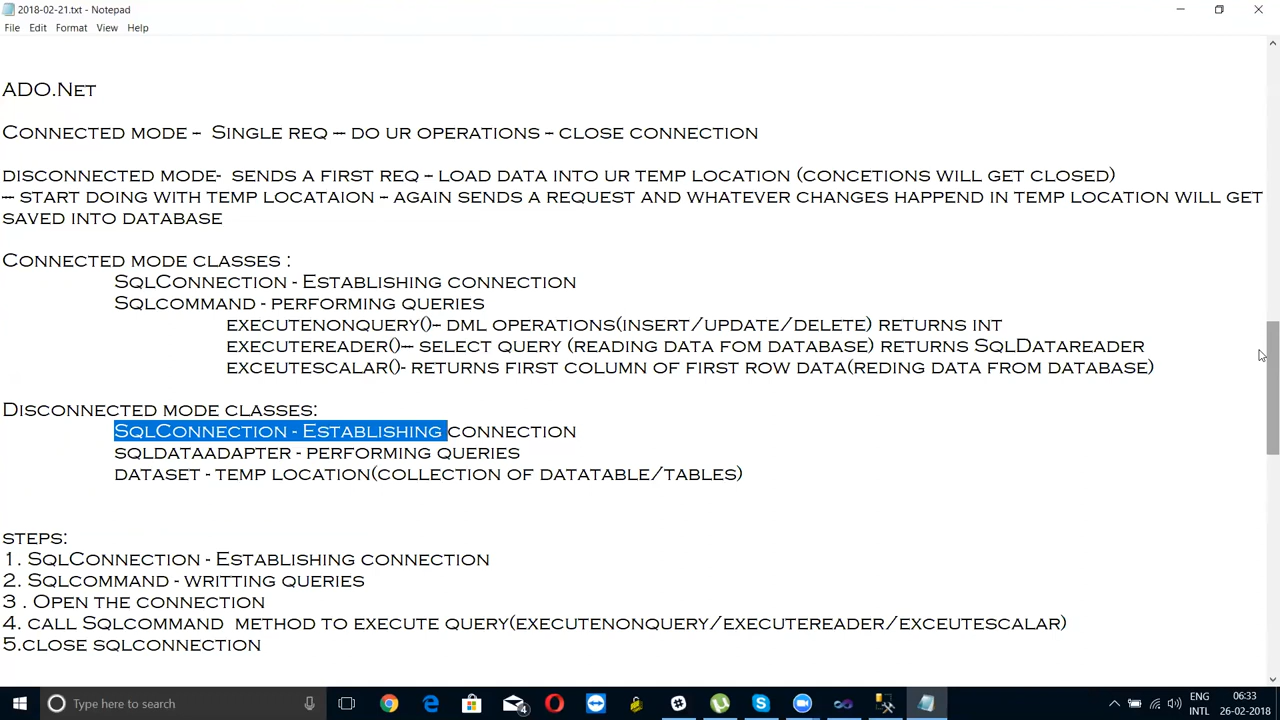 2018-02-21.txt - Notepad
File Edit Format View Help
ADO.Net
Connected mode – Single req –– do ur operations – close connection
disconnected mode- sends a first req – load data into ur temp location (concetions will get closed)
–– start doing with temp locataion – again sends a request and whatever changes happend in temp location will get
saved into database
Connected mode classes :
SqlConnection - Establishing connection
Sqlcommand - performing queries
executenonquery()– dml operations(insert/update/delete) returns int
executereader()–– select query (reading data fom database) returns SqlDatareader
exceutescalar()- returns first column of first row data(reding data from database)
Disconnected mode classes:
SqlConnection - Establishing connection
sqldataadapter - performing queries
dataset - temp location(collection of datatable/tables)
steps:
1. SqlConnection - Establishing connection
2. Sqlcommand - writting queries
3 . Open the connection
4. call Sqlcommand method to execute query(executenonquery/executereader/exceutescalar)
5.close sqlconnection
Type here to search
4
ENG
INTL
06:33
26-02-2018